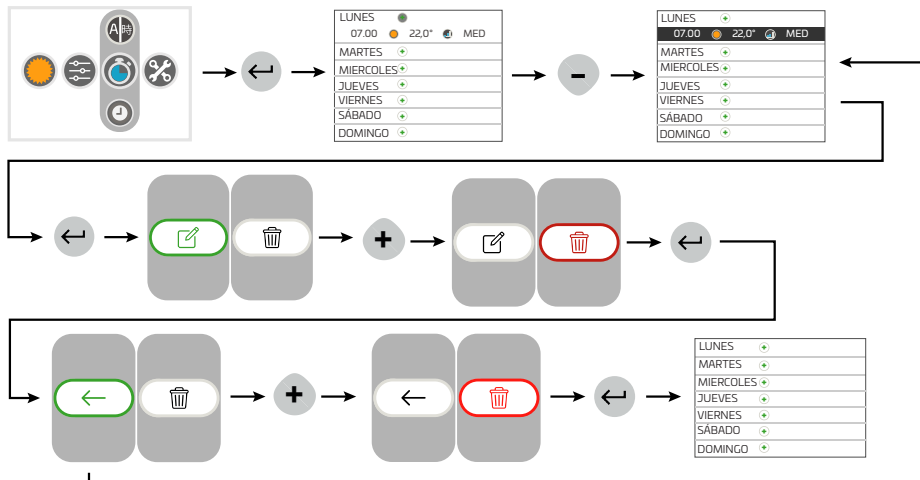 A 時
LUNES
07.00 22,0° MED
MARTES
MIERCOLES
JUEVES
VIERNES
SÁBADO
DOMINGO
LUNES
07.00 22,0° MED
MARTES
MIERCOLES
JUEVES
VIERNES
SÁBADO
DOMINGO
LUNES
MARTES
MIERCOLES
JUEVES
VIERNES
SÁBADO
DOMINGO